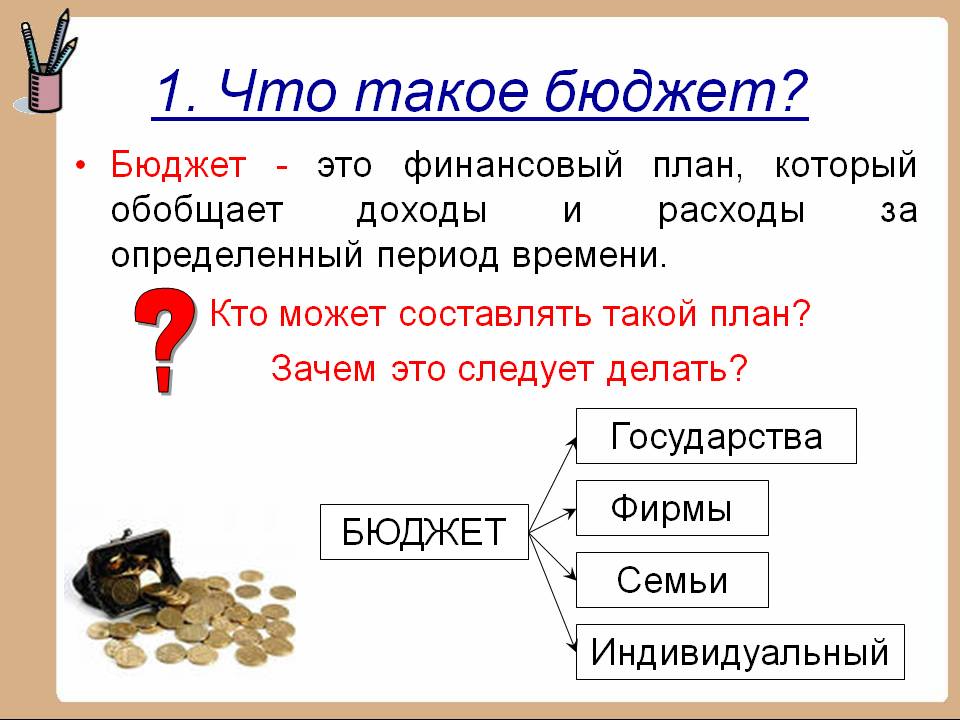 1. Что такое бюджет?
• Бюджет - это финансовый план, который
обобщает доходы и расходы за
определенный период времени.
? Кто может составлять такой план?
Зачем это следует делать?
Государства
Фирмы
БЮДЖЕТ
Семьи
Индивидуальный